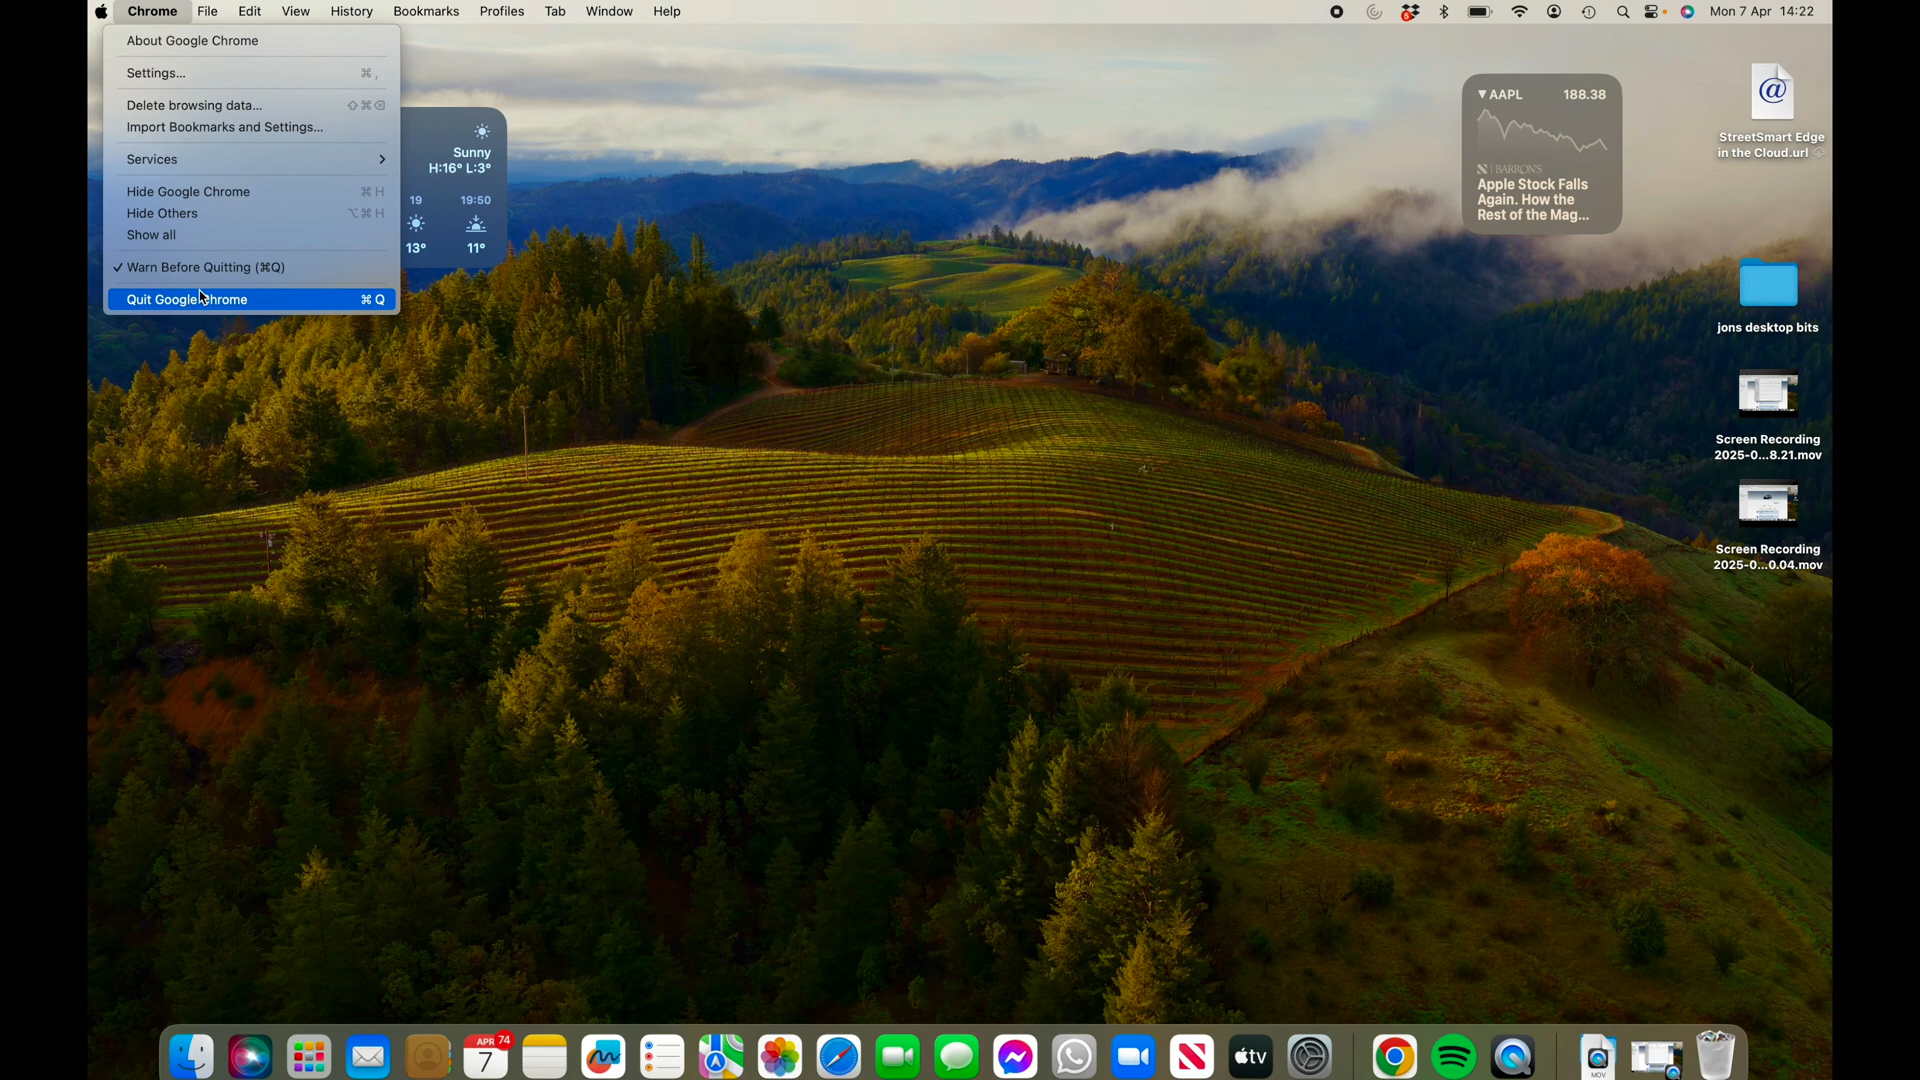 Chrome File Edit View History Bookmarks Profiles Tab Window Help 5 Mon 7 Apr 14:22
About Google Chrome
Settings... ⌘ ,
Delete browsing data... ⇧⌘⌫
Import Bookmarks and Settings...
Services
Hide Google Chrome ⌘ H
Hide Others ⌥⌘ H
Show all
✓ Warn Before Quitting (⌘Q)
Quit Google Chrome ⌘ Q
Sunny
H:16° L:3°
19 19:50
13° 11°
▼ AAPL 188.38
N | BARRON'S
Apple Stock Falls
Again. How the
Rest of the Mag...
@
StreetSmart Edge
in the Cloud.url
jons desktop bits
Screen Recording
2025-0...8.21.mov
Screen Recording
2025-0...0.04.mov
APR 74
7
tv
MOV